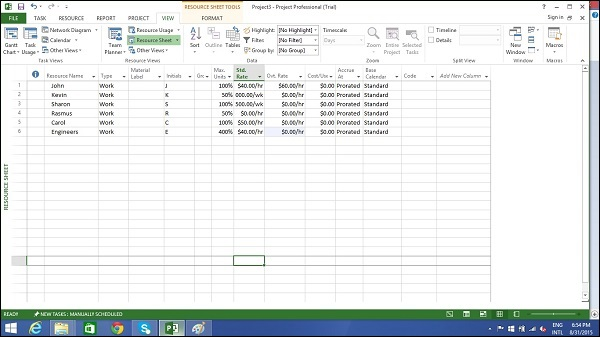 RESOURCE SHEET TOOLS
Project3 - Project Professional (Trial)
FILE TASK RESOURCE REPORT PROJECT VIEW FORMAT
Sign in
Gantt Chart
Task Usage
Network Diagram
Calendar
Other Views
Task Views
Team Planner
Resource Usage
Resource Sheet
Other Views
Resource Views
Sort
Outline
Tables
Highlight: [No Highlight]
Filter: [No Filter]
Group by: [No Group]
Data
Timescale
Days
Zoom
Entire Project
Selected Tasks
Zoom
Timeline
Details
Split View
New Window
Window
Macros
Macros
Resource Name Type Material Label Initials Max. Units Std. Rate Ovt. Rate Cost/Use Accrue At Base Calendar Code Add New Column
1 John Work J 100% $40.00/hr $60.00/hr $0.00 Prorated Standard
2 Kevin Work K 50% 000.00/wk $0.00/hr $0.00 Prorated Standard
3 Sharon Work S 100% 500.00/wk $0.00/hr $0.00 Prorated Standard
4 Rasmus Work R 50% $0.00/hr $0.00/hr $0.00 Prorated Standard
5 Carol Work C 100% $50.00/hr $0.00/hr $0.00 Prorated Standard
6 Engineers Work E 400% $40.00/hr $0.00/hr $0.00 Prorated Standard
RESOURCE SHEET
READY NEW TASKS : MANUALLY SCHEDULED
ENG 6:54 PM
INTL 8/31/2015